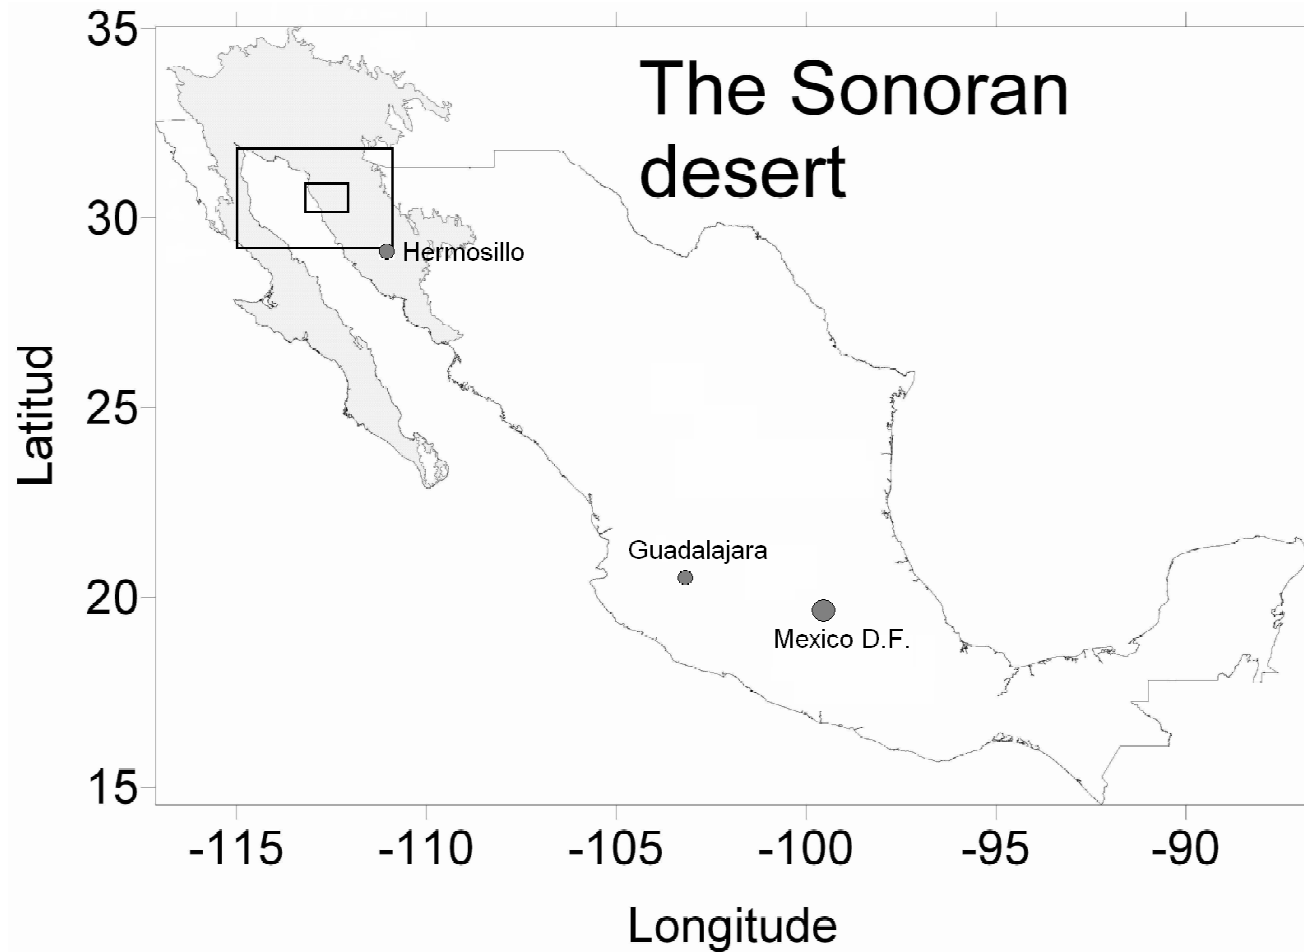 The Sonoran
desert
35
30
25
20
15
Latitud
Hermosillo
Guadalajara
Mexico D.F.
-115
-110
-105
-100
-95
-90
Longitude